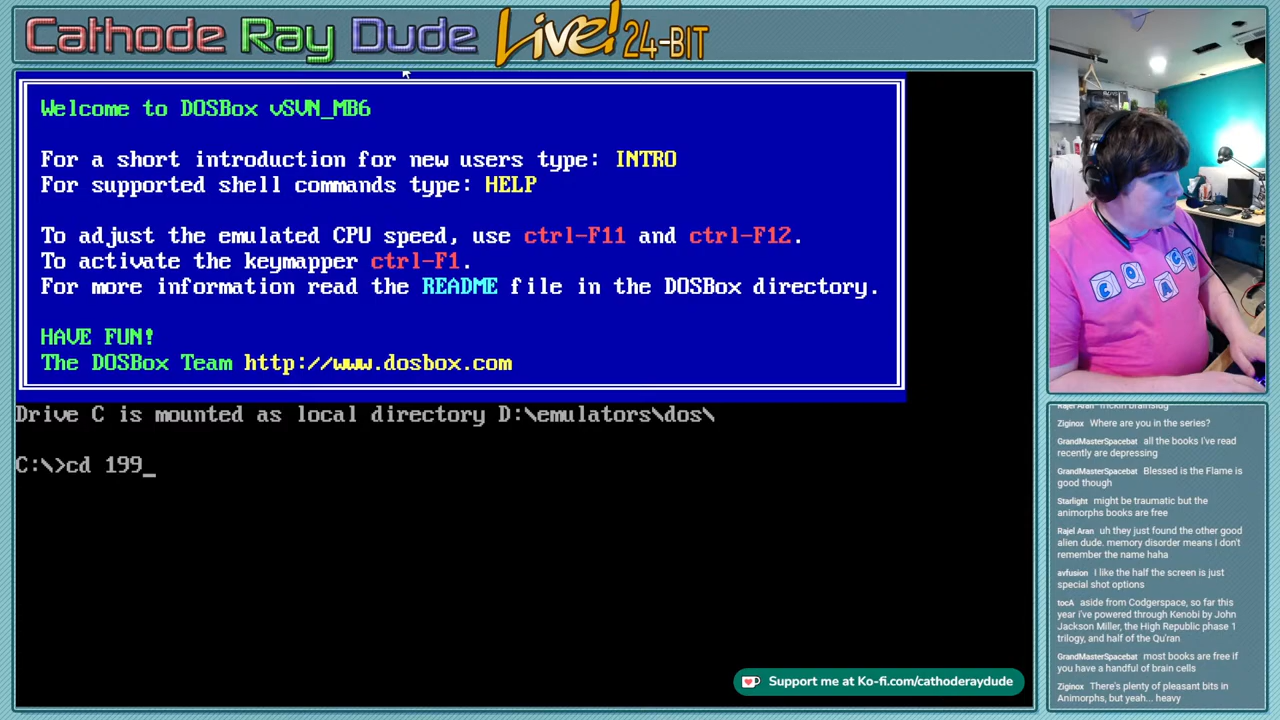 Cathode Ray Dude Live! 24-BIT
Welcome to DOSBox vSVN_MB6
For a short introduction for new users type: INTRO
For supported shell commands type: HELP
To adjust the emulated CPU speed, use ctrl-F11 and ctrl-F12.
To activate the keymapper ctrl-F1.
For more information read the README file in the DOSBox directory.
HAVE FUN!
The DOSBox Team http://www.dosbox.com
Drive C is mounted as local directory D:\emulators\dos\
C:\>cd 199_
Support me at Ko-fi.com/cathoderaydude
Ziginox Where are you in the series?
GrandMasterSpacebat all the books I've read
recently are depressing
GrandMasterSpacebat Blessed is the Flame is
good though
Starlight might be traumatic but the
animorphs books are free
Rajel Aran uh they just found the other good
alien dude. memory disorder means I don't
remember the name haha
avfusion I like the half the screen is just
special shot options
tocA aside from Codgerspace, so far this
year i've powered through Kenobi by John
Jackson Miller, the High Republic phase 1
trilogy, and half of the Qu'ran
GrandMasterSpacebat most books are free if
you have a handful of brain cells
Ziginox There's plenty of pleasant bits in
Animorphs, but yeah... heavy